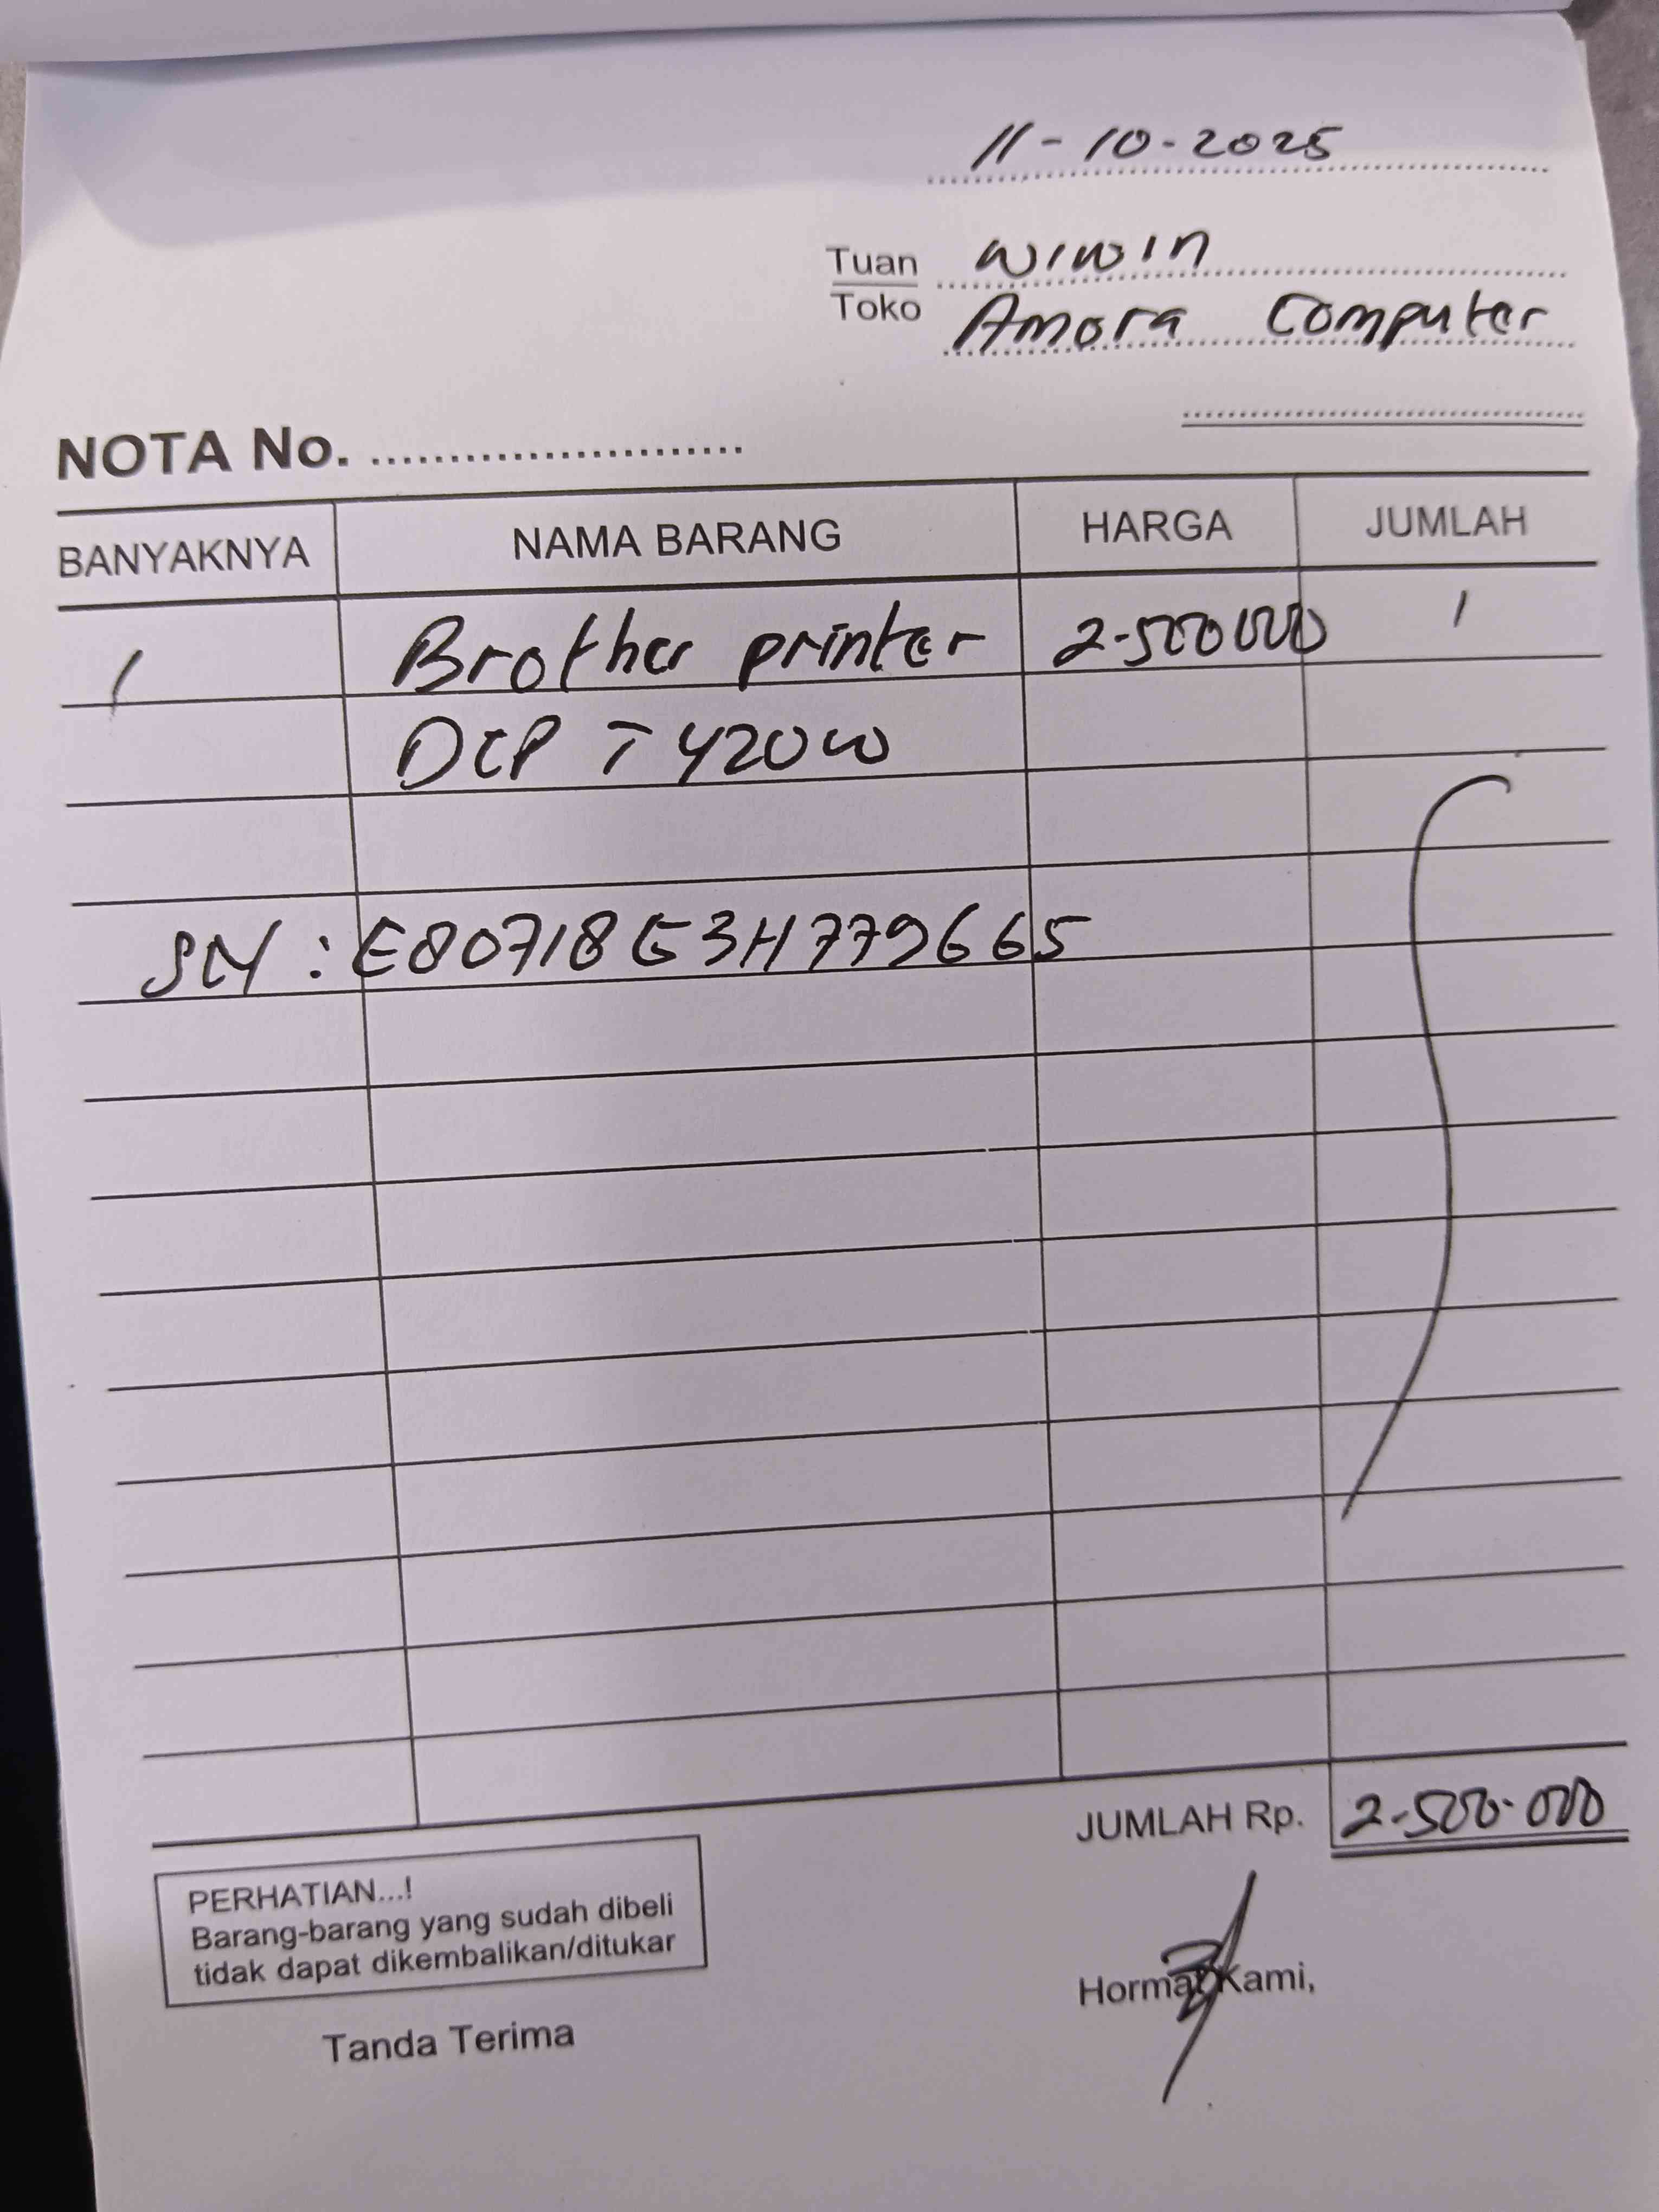 11-10-2025
Tuan wiwin
Toko Amora Computer
NOTA No. ........................
BANYAKNYA NAMA BARANG HARGA JUMLAH
1 Brother printer 2-500000 1
DCP T420W
SN : E80718G3H779665
JUMLAH Rp. 2-500.000
PERHATIAN...!
Barang-barang yang sudah dibeli
tidak dapat dikembalikan/ditukar
Tanda Terima
Hormat Kami,